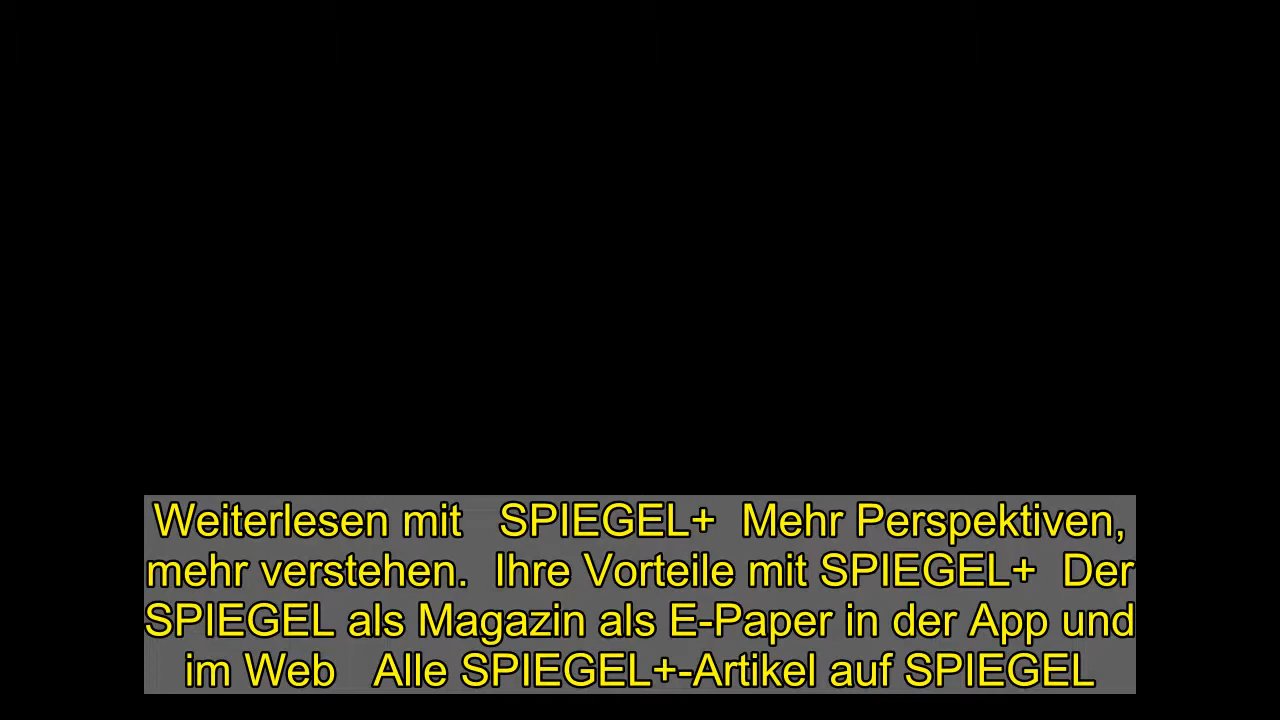 Weiterlesen mit   SPIEGEL+  Mehr Perspektiven,
mehr verstehen.  Ihre Vorteile mit SPIEGEL+  Der
SPIEGEL als Magazin als E-Paper in der App und
im Web   Alle SPIEGEL+-Artikel auf SPIEGEL